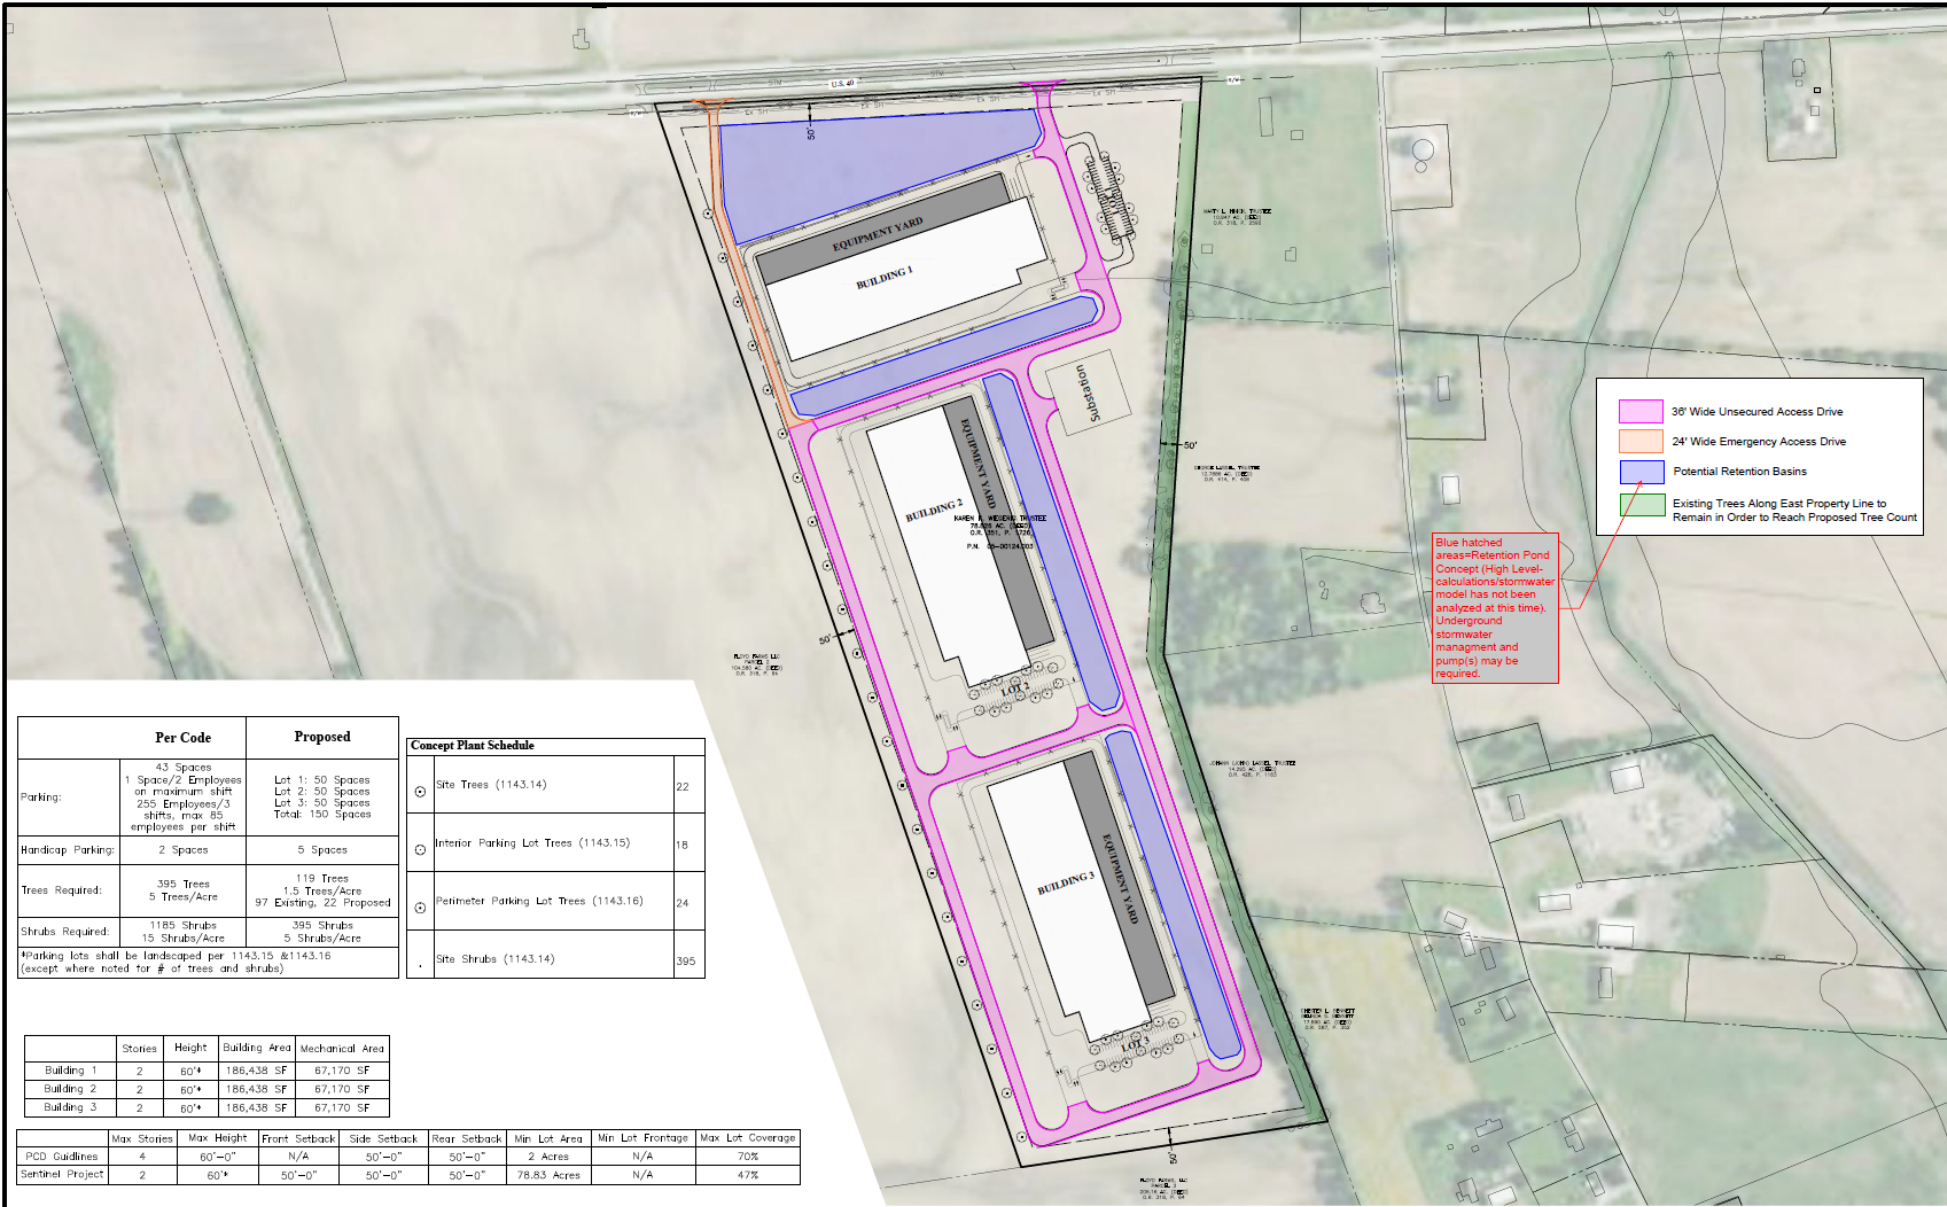 U.S. 40
R/W
R/W
STM
STM
Ex SH
Ex SH
Ex SH
Ex SH
50'
EQUIPMENT YARD
BUILDING 1
LOT 1
Substation
EQUIPMENT YARD
BUILDING 2
P.N.
LOT 2
50'
50'
BUILDING 3
EQUIPMENT YARD
LOT 3
50'
36' Wide Unsecured Access Drive
24' Wide Emergency Access Drive
Potential Retention Basins
Existing Trees Along East Property Line to
Remain in Order to Reach Proposed Tree Count
Blue hatched
areas=Retention Pond
Concept (High Level-
calculations/stormwater
model has not been
analyzed at this time).
Underground
stormwater
managment and
pump(s) may be
required.
Per Code Proposed
Parking:
43 Spaces
1 Space/2 Employees
on maximum shift
255 Employees/3
shifts, max 85
employees per shift
Lot 1: 50 Spaces
Lot 2: 50 Spaces
Lot 3: 50 Spaces
Total: 150 Spaces
Handicap Parking: 2 Spaces 5 Spaces
Trees Required:
395 Trees
5 Trees/Acre
119 Trees
1.5 Trees/Acre
97 Existing, 22 Proposed
Shrubs Required:
1185 Shrubs
15 Shrubs/Acre
395 Shrubs
5 Shrubs/Acre
*Parking lots shall be landscaped per 1143.15 &1143.16
(except where noted for # of trees and shrubs)
Concept Plant Schedule
Site Trees (1143.14) 22
Interior Parking Lot Trees (1143.15) 18
Perimeter Parking Lot Trees (1143.16) 24
Site Shrubs (1143.14) 395
Stories Height Building Area Mechanical Area
Building 1 2 60'* 186,438 SF 67,170 SF
Building 2 2 60'* 186,438 SF 67,170 SF
Building 3 2 60'* 186,438 SF 67,170 SF
Max Stories Max Height Front Setback Side Setback Rear Setback Min Lot Area Min Lot Frontage Max Lot Coverage
PCD Guidlines 4 60'-0" N/A 50'-0" 50'-0" 2 Acres N/A 70%
Sentinel Project 2 60'* 50'-0" 50'-0" 50'-0" 78.83 Acres N/A 47%